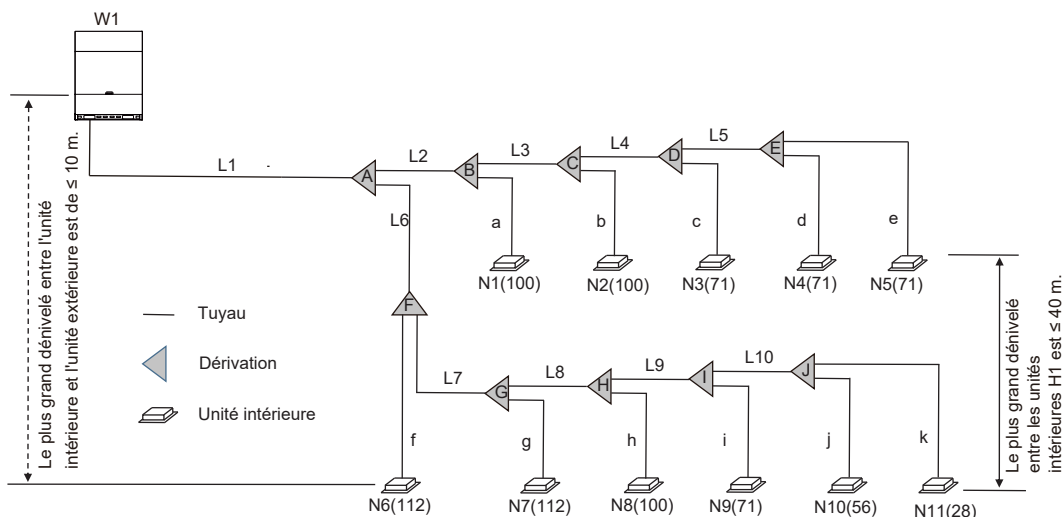 W1
L1
L2
L3
L4
L5
A
B
C
D
E
L6
a
b
c
d
e
N1(100)
N2(100)
N3(71)
N4(71)
N5(71)
F
L7
L8
L9
L10
G
H
I
J
f
g
h
i
j
k
N6(112)
N7(112)
N8(100)
N9(71)
N10(56)
N11(28)
Tuyau
Dérivation
Unité intérieure
Le plus grand dénivelé entre l'unité
intérieure et l'unité extérieure est de ≤ 10 m.
Le plus grand dénivelé
entre les unités
intérieures H1 est ≤ 40 m.